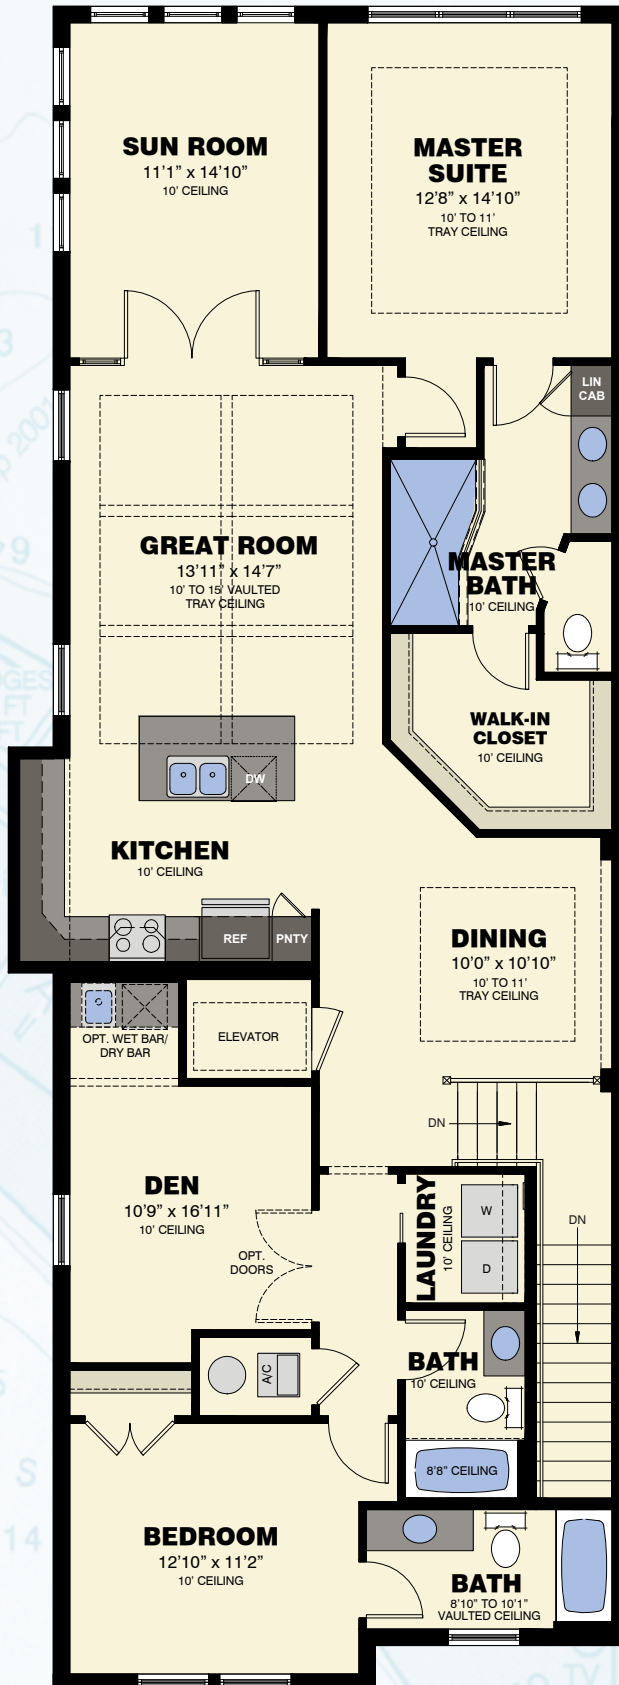 SUN ROOM
11'1" x 14'10"
10' CEILING
MASTER
SUITE
12'8" x 14'10"
10' TO 11'
TRAY CEILING
LIN
CAB
GREAT ROOM
13'11" x 14'7"
10' TO 15' VAULTED
TRAY CEILING
MASTER
BATH
10' CEILING
WALK-IN
CLOSET
10' CEILING
DW
KITCHEN
10' CEILING
REF
PNTY
DINING
10'0" x 10'10"
10' TO 11'
TRAY CEILING
OPT. WET BAR/
DRY BAR
ELEVATOR
DN
DEN
10'9" x 16'11"
10' CEILING
OPT.
DOORS
LAUNDRY
10' CEILING
W
D
DN
A/C
BATH
10' CEILING
8'8" CEILING
BEDROOM
12'10" x 11'2"
10' CEILING
BATH
8'10" TO 10'1"
VAULTED CEILING
3
9
FT
S
14
TV